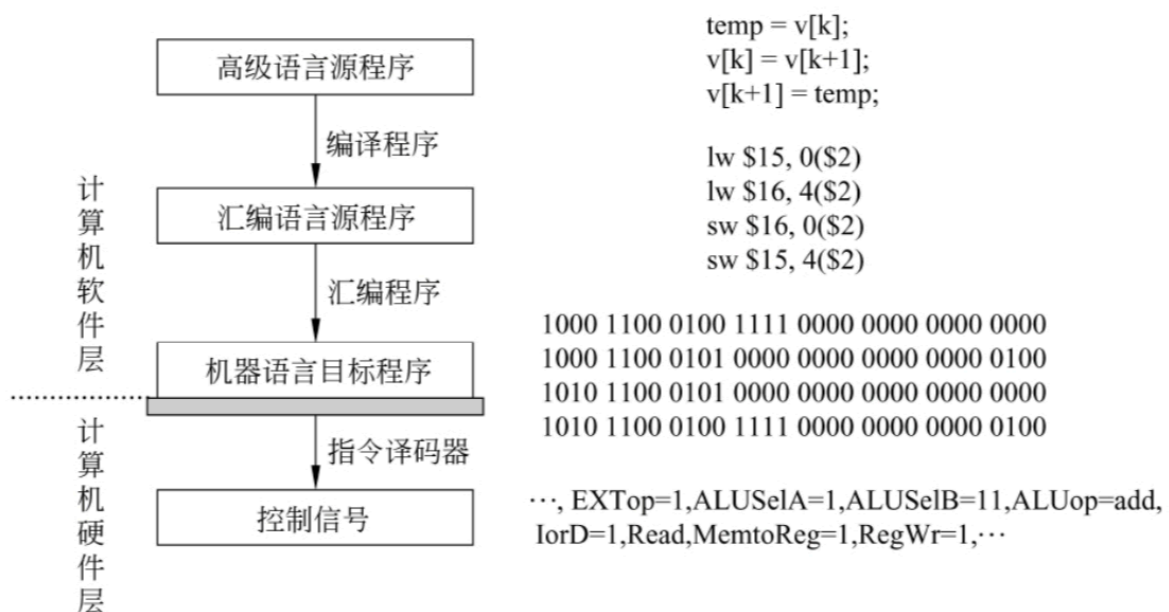 temp = v[k];
v[k] = v[k+1];
v[k+1] = temp;
高级语言源程序
编译程序
lw $15, 0($2)
lw $16, 4($2)
sw $16, 0($2)
sw $15, 4($2)
汇编语言源程序
计算机软件层
汇编程序
机器语言目标程序
1000 1100 0100 1111 0000 0000 0000 0000
1000 1100 0101 0000 0000 0000 0000 0100
1010 1100 0101 0000 0000 0000 0000 0000
1010 1100 0100 1111 0000 0000 0000 0100
计算机硬件层
指令译码器
控制信号
…, EXTop=1,ALUSelA=1,ALUSelB=11,ALUop=add,
IorD=1,Read,MemtoReg=1,RegWr=1,…